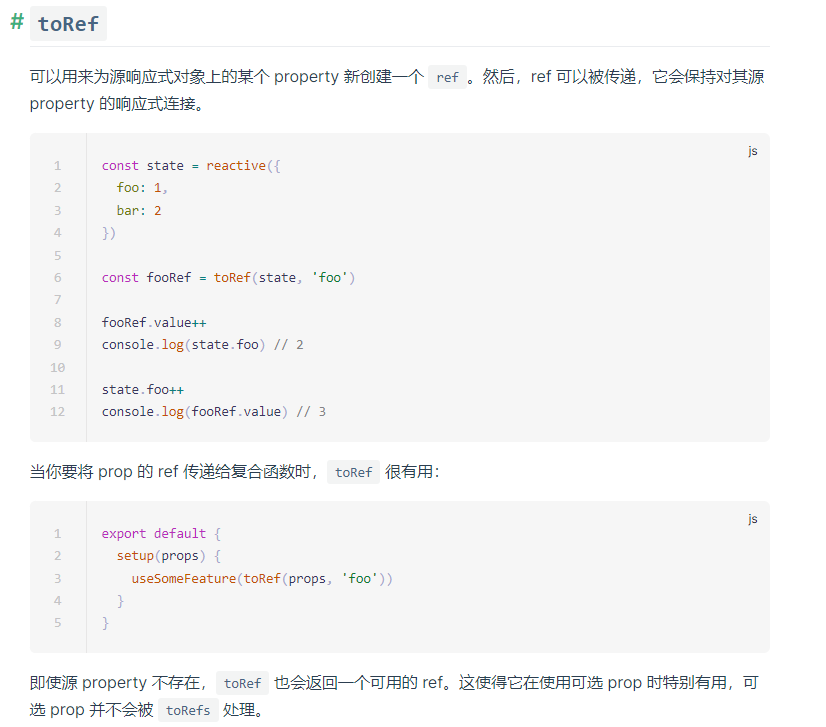 # toRef
可以用来为源响应式对象上的某个 property 新创建一个 ref 。然后，ref 可以被传递，它会保持对其源
property 的响应式连接。
js
1 const state = reactive({
2   foo: 1,
3   bar: 2
4 })
5
6 const fooRef = toRef(state, 'foo')
7
8 fooRef.value++
9 console.log(state.foo) // 2
10
11 state.foo++
12 console.log(fooRef.value) // 3
当你要将 prop 的 ref 传递给复合函数时， toRef 很有用：
js
1 export default {
2   setup(props) {
3     useSomeFeature(toRef(props, 'foo'))
4   }
5 }
即使源 property 不存在， toRef 也会返回一个可用的 ref。这使得它在使用可选 prop 时特别有用，可
选 prop 并不会被 toRefs 处理。